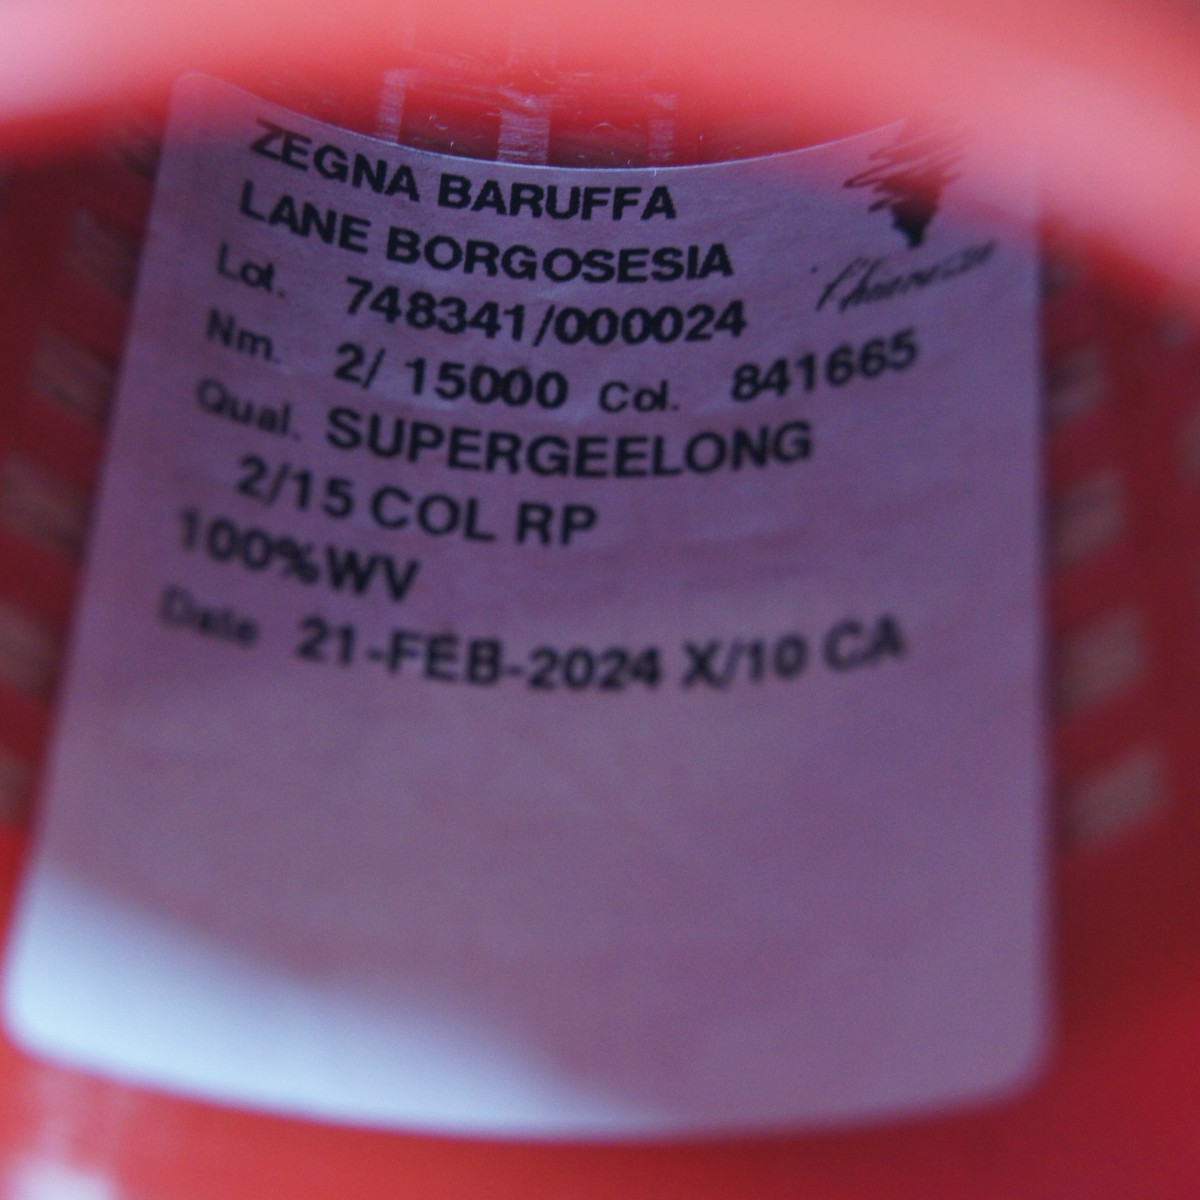 ZEGNA BARUFFA
LANE BORGOSESIA
Lot. 748341/000024
Nm. 2/ 15000 Col. 841665
Qual. SUPERGEELONG
2/15 COL RP
100%WV
Date 21-FEB-2024 X/10 CA